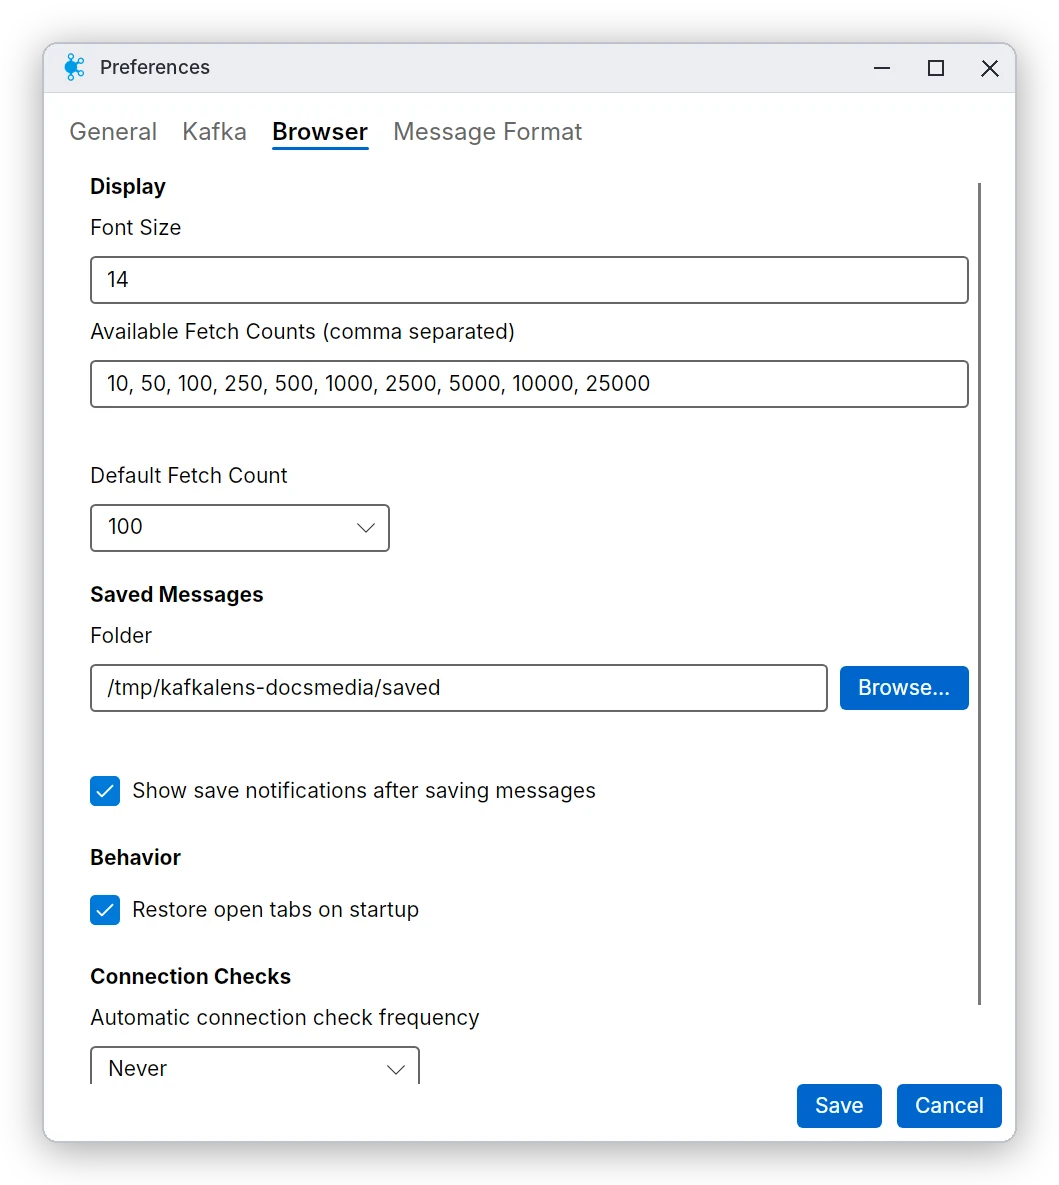 Preferences
General Kafka Browser Message Format
Display
Font Size
14
Available Fetch Counts (comma separated)
10, 50, 100, 250, 500, 1000, 2500, 5000, 10000, 25000
Default Fetch Count
100
Saved Messages
Folder
/tmp/kafkalens-docsmedia/saved Browse...
Show save notifications after saving messages
Behavior
Restore open tabs on startup
Connection Checks
Automatic connection check frequency
Never
Save Cancel